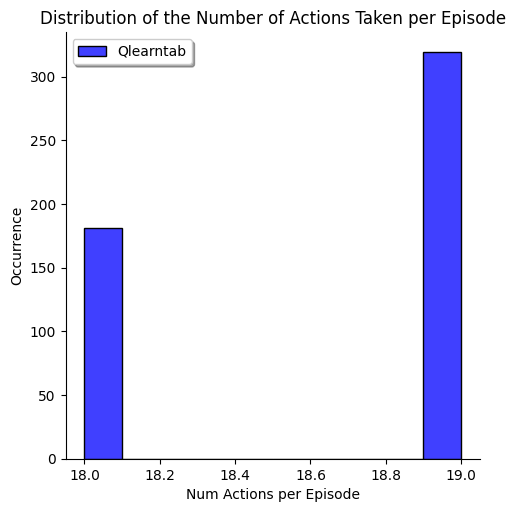 Distribution of the Number of Actions Taken per Episode
Qlearntab
300
250
200
150
100
50
0
Occurrence
18.0 18.2 18.4 18.6 18.8 19.0
Num Actions per Episode